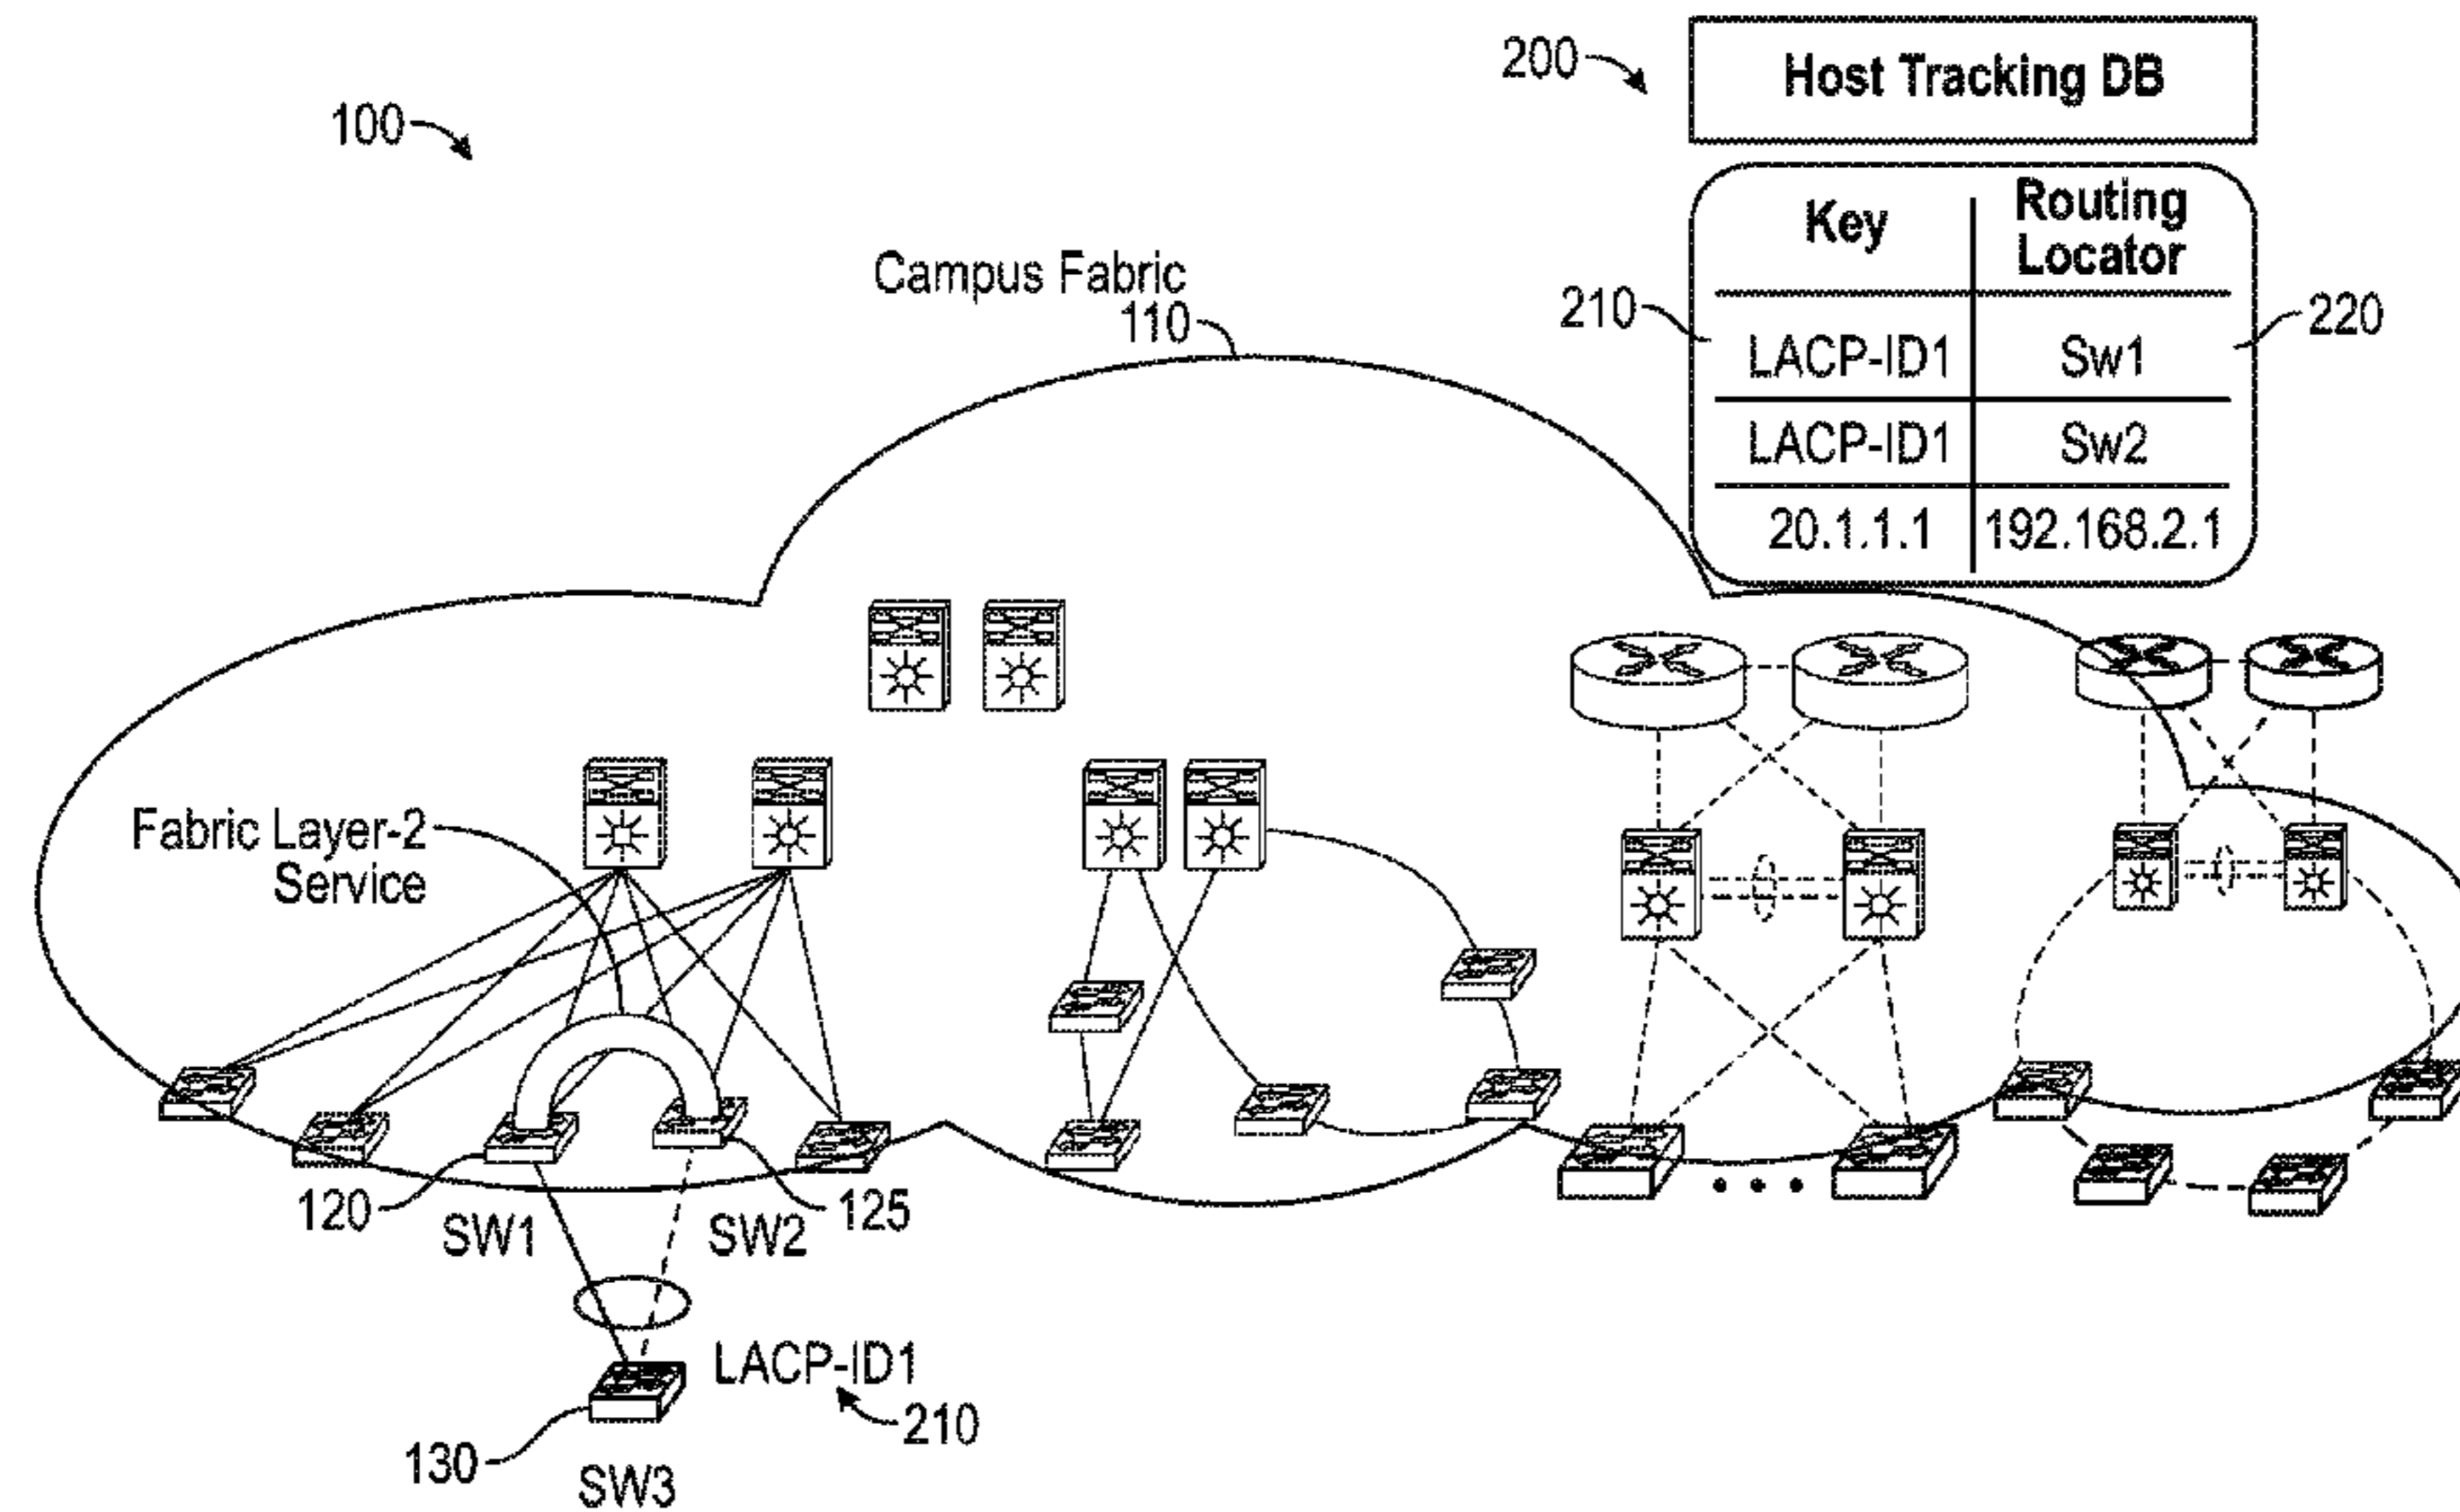 200
Host Tracking DB
100
Key
Routing
Locator
Campus Fabric
110
210
LACP-ID1
Sw1
220
LACP-ID1
Sw2
20.1.1.1
192.168.2.1
Fabric Layer-2
Service
120
SW1
SW2
125
LACP-ID1
210
130
SW3